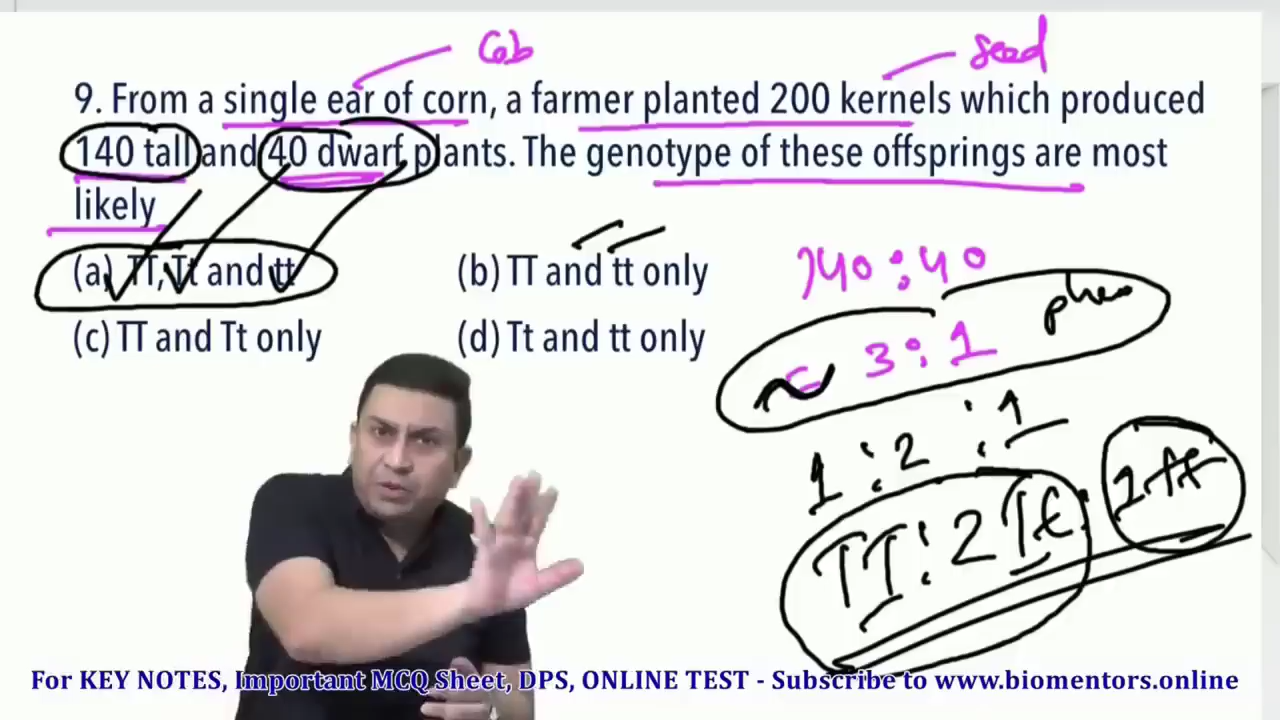 Cob
seed
9. From a single ear of corn, a farmer planted 200 kernels which produced
140 tall and 40 dwarf plants. The genotype of these offsprings are most
likely
(a) TT, Tt and tt
(b) TT and tt only
(c) TT and Tt only
(d) Tt and tt only
140 : 40
pheno
≈ 3 : 1
1 : 2 : 1
TT : 2 Tt : 1 tt
For KEY NOTES, Important MCQ Sheet, DPS, ONLINE TEST - Subscribe to www.biomentors.online